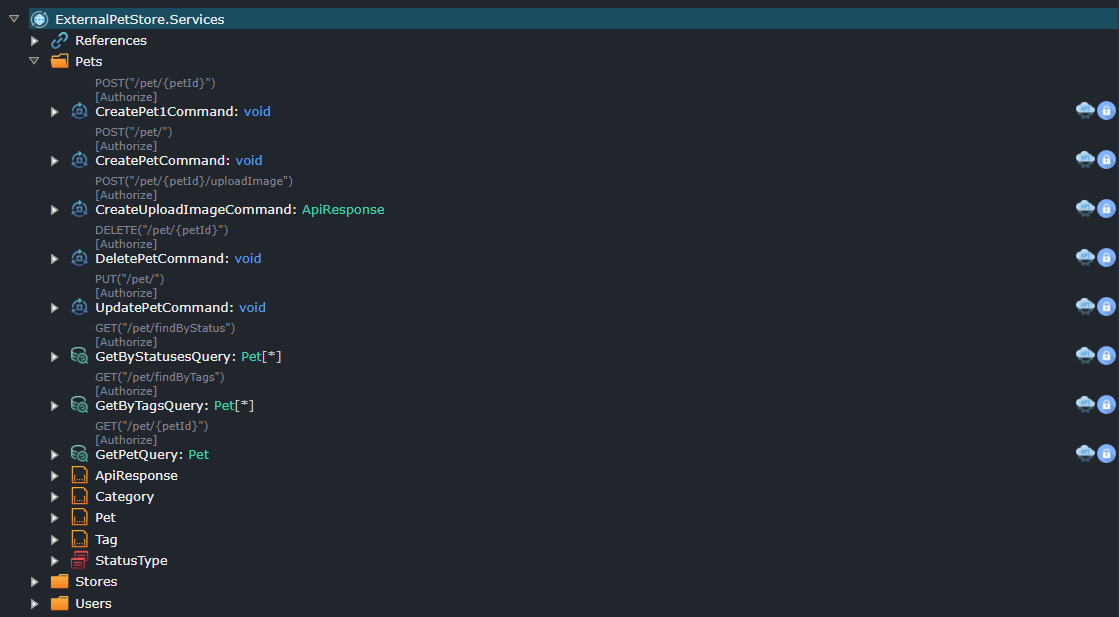 ExternalPetStore.Services
References
Pets
POST("/pet/{petId}")
[Authorize]
CreatePet1Command: void
POST("/pet/")
[Authorize]
CreatePetCommand: void
POST("/pet/{petId}/uploadImage")
[Authorize]
CreateUploadImageCommand: ApiResponse
DELETE("/pet/{petId}")
[Authorize]
DeletePetCommand: void
PUT("/pet/")
[Authorize]
UpdatePetCommand: void
GET("/pet/findByStatus")
[Authorize]
GetByStatusesQuery: Pet[*]
GET("/pet/findByTags")
[Authorize]
GetByTagsQuery: Pet[*]
GET("/pet/{petId}")
[Authorize]
GetPetQuery: Pet
ApiResponse
Category
Pet
Tag
StatusType
Stores
Users